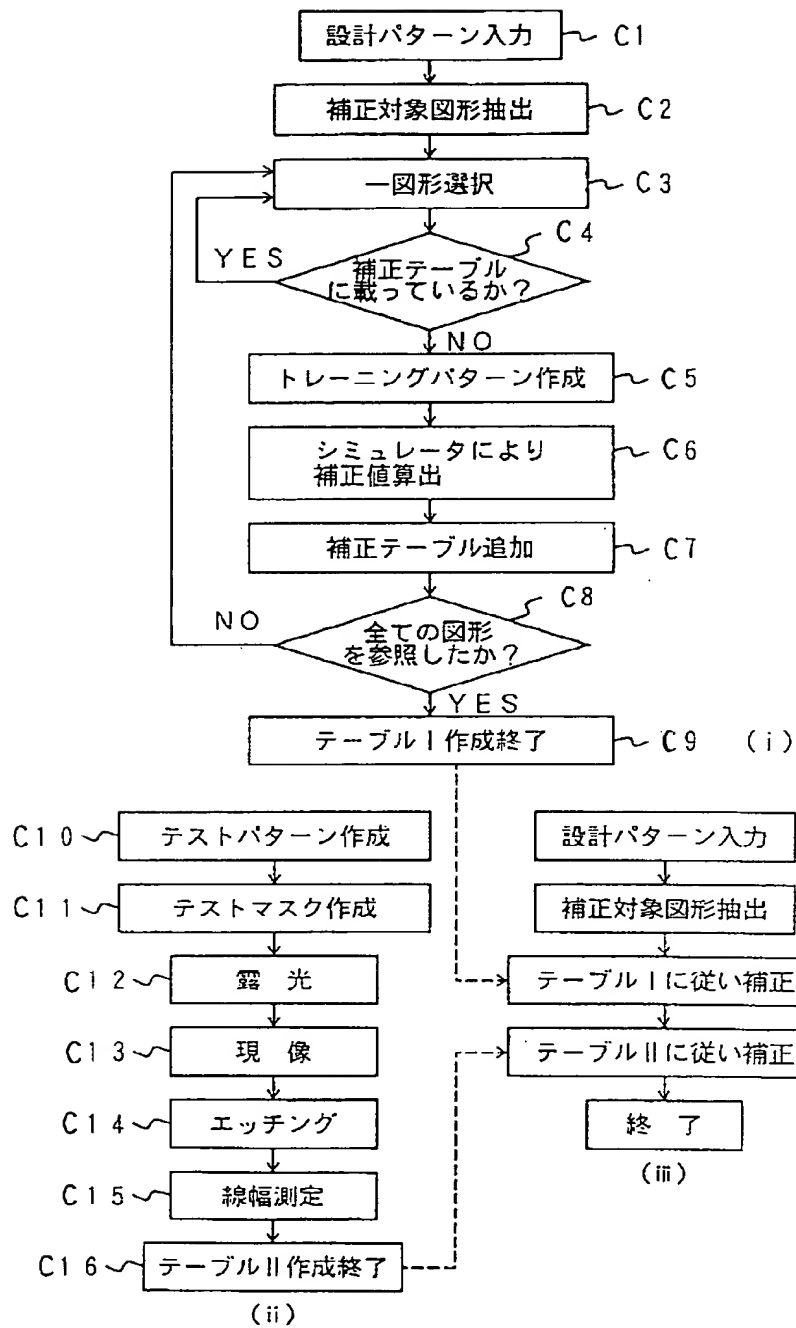 設計パターン入力 C1
補正対象図形抽出 C2
一図形選択 C3
C4
YES
補正テーブル
に載っているか？
NO
トレーニングパターン作成 C5
シミュレータにより
補正値算出
C6
補正テーブル追加 C7
C8
NO
全ての図形
を参照したか？
YES
テーブルⅠ作成終了 C9 (ⅰ)
C10 テストパターン作成
C11 テストマスク作成
C12 露光
C13 現像
C14 エッチング
C15 線幅測定
C16 テーブルⅡ作成終了
(ⅱ)
設計パターン入力
補正対象図形抽出
テーブルⅠに従い補正
テーブルⅡに従い補正
終了
(ⅲ)